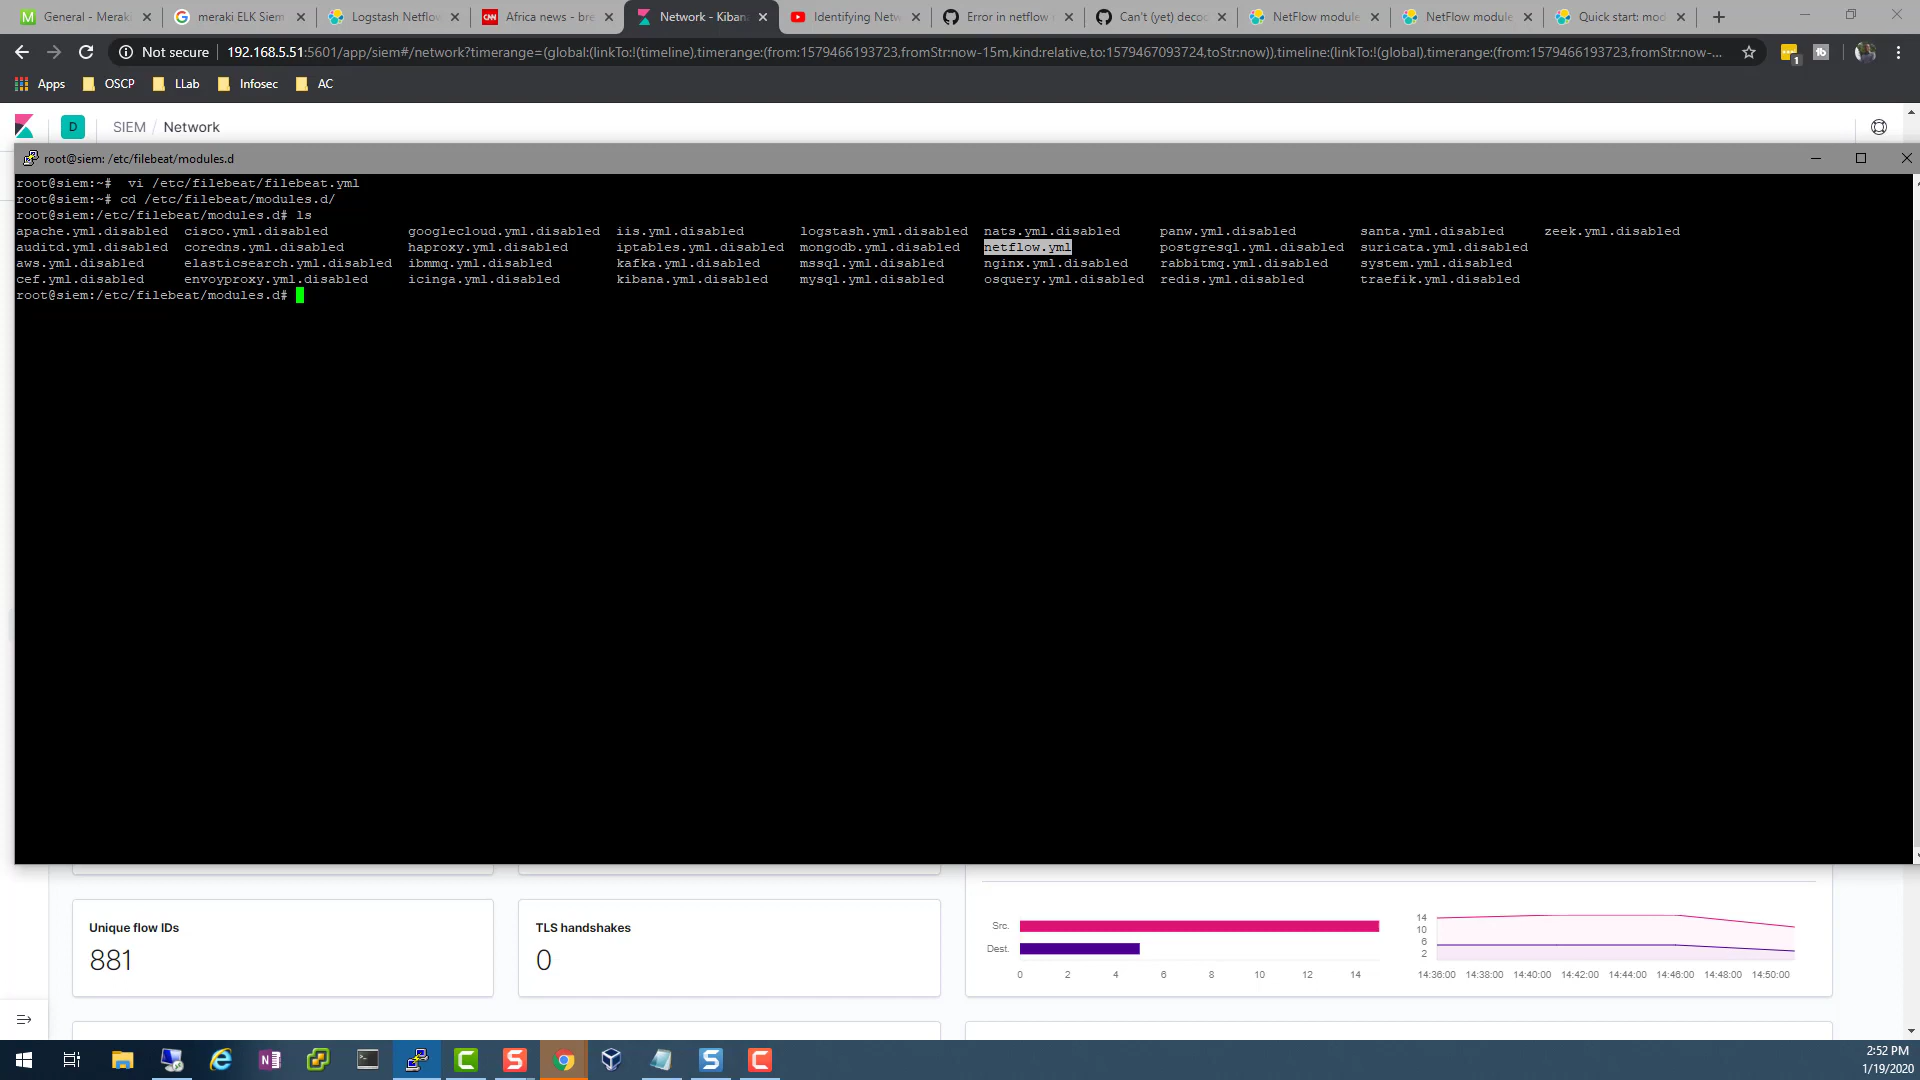 General - Merak
meraki ELK Siem
Logstash Netflo
CNN
Africa news - bre
Network - Kiban
Identifying Netw
Error in netflow
Can't (yet) deco
NetFlow module
NetFlow module
Quick start: mod
Not secure
192.168.5.51:5601/app/siem#/network?timerange=(global:(linkTo:!(timeline),timerange:(from:1579466193723,fromStr:now-15m,kind:relative,to:1579467093724,toStr:now)),timeline:(linkTo:!(global),timerange:(from:1579466193723,fromStr:now-...
1
Apps
OSCP
LLab
Infosec
AC
D
SIEM / Network
root@siem: /etc/filebeat/modules.d
root@siem:~#  vi /etc/filebeat/filebeat.yml
root@siem:~# cd /etc/filebeat/modules.d/
root@siem:/etc/filebeat/modules.d# ls
apache.yml.disabled  cisco.yml.disabled  googlecloud.yml.disabled  iis.yml.disabled  logstash.yml.disabled  nats.yml.disabled  panw.yml.disabled  santa.yml.disabled  zeek.yml.disabled
auditd.yml.disabled  coredns.yml.disabled  haproxy.yml.disabled  iptables.yml.disabled  mongodb.yml.disabled  netflow.yml  postgresql.yml.disabled  suricata.yml.disabled
aws.yml.disabled  elasticsearch.yml.disabled  ibmmq.yml.disabled  kafka.yml.disabled  mssql.yml.disabled  nginx.yml.disabled  rabbitmq.yml.disabled  system.yml.disabled
cef.yml.disabled  envoyproxy.yml.disabled  icinga.yml.disabled  kibana.yml.disabled  mysql.yml.disabled  osquery.yml.disabled  redis.yml.disabled  traefik.yml.disabled
root@siem:/etc/filebeat/modules.d#
Unique flow IDs
881
TLS handshakes
0
Src.
Dest.
0 2 4 6 8 10 12 14
14
10
6
2
14:36:00 14:38:00 14:40:00 14:42:00 14:44:00 14:46:00 14:48:00 14:50:00
2:52 PM
1/19/2020